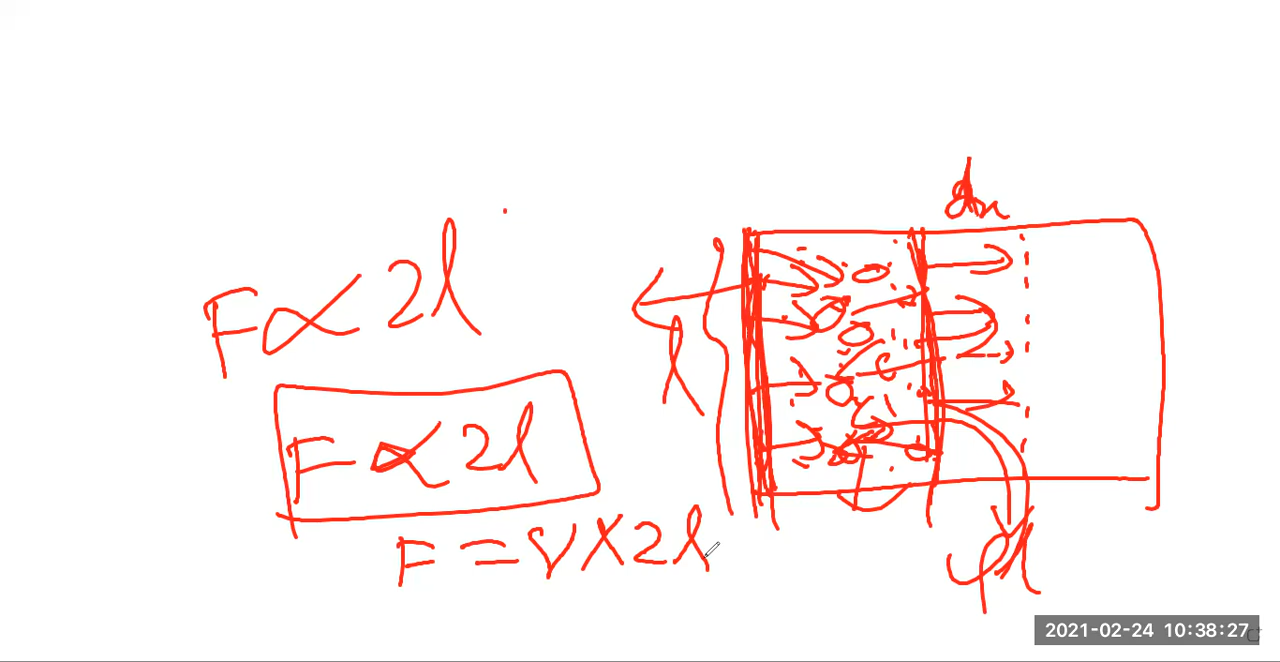 F ∝ 2l
F ∝ 2l
F = γ × 2l
l
dx
l
2021-02-24 10:38:27